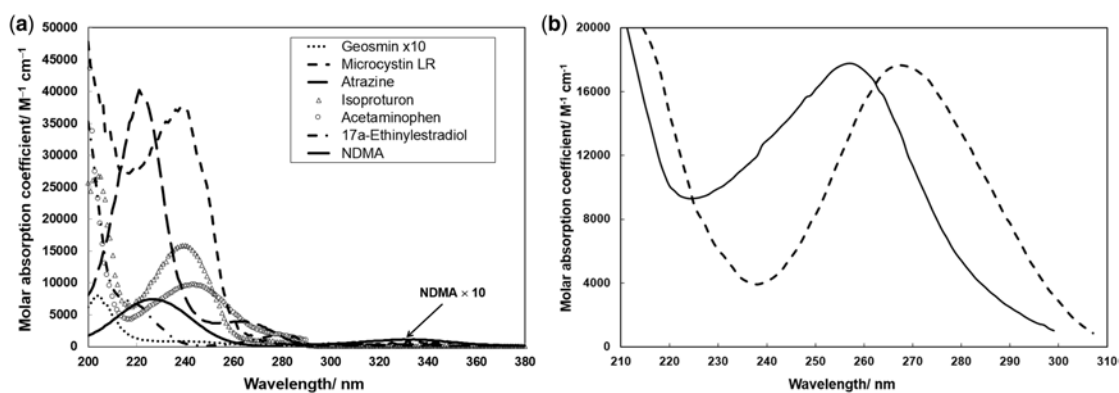 (a)
Molar absorption coefficient/ M⁻¹ cm⁻¹
50000
45000
40000
35000
30000
25000
20000
15000
10000
5000
0
Geosmin x10
Microcystin LR
Atrazine
Isoproturon
Acetaminophen
17a-Ethinylestradiol
NDMA
NDMA × 10
200 220 240 260 280 300 320 340 360 380
Wavelength/ nm
(b)
Molar absorption coefficient/ M⁻¹ cm⁻¹
20000
16000
12000
8000
4000
0
210 220 230 240 250 260 270 280 290 300 310
Wavelength/ nm